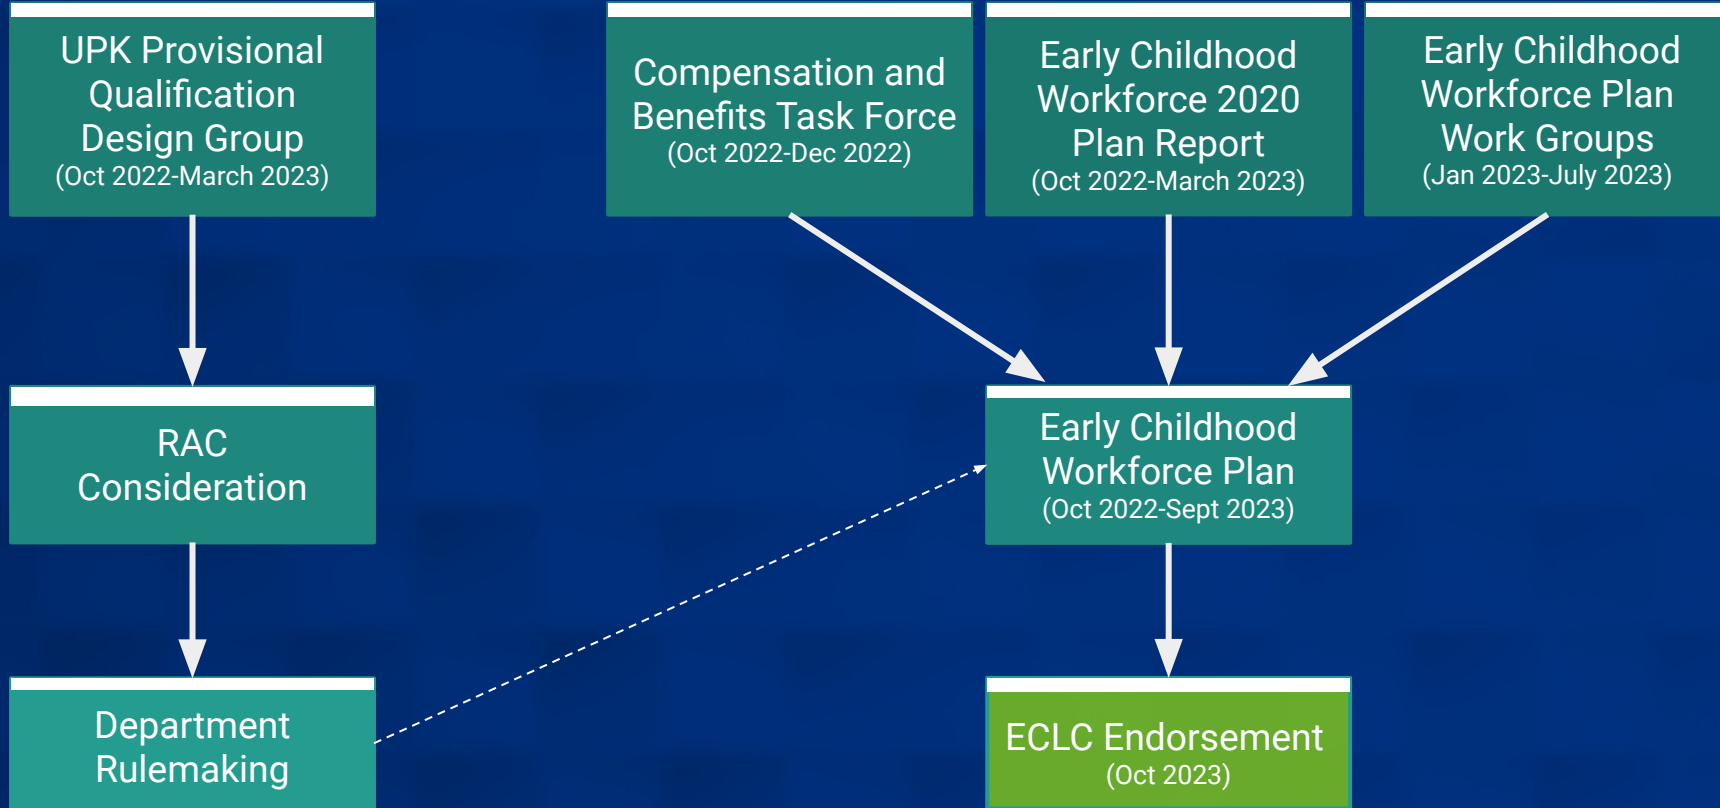 UPK Provisional
Qualification
Design Group
(Oct 2022-March 2023)
Compensation and
Benefits Task Force
(Oct 2022-Dec 2022)
Early Childhood
Workforce 2020
Plan Report
(Oct 2022-March 2023)
Early Childhood
Workforce Plan
Work Groups
(Jan 2023-July 2023)
RAC
Consideration
Early Childhood
Workforce Plan
(Oct 2022-Sept 2023)
Department
Rulemaking
ECLC Endorsement
(Oct 2023)